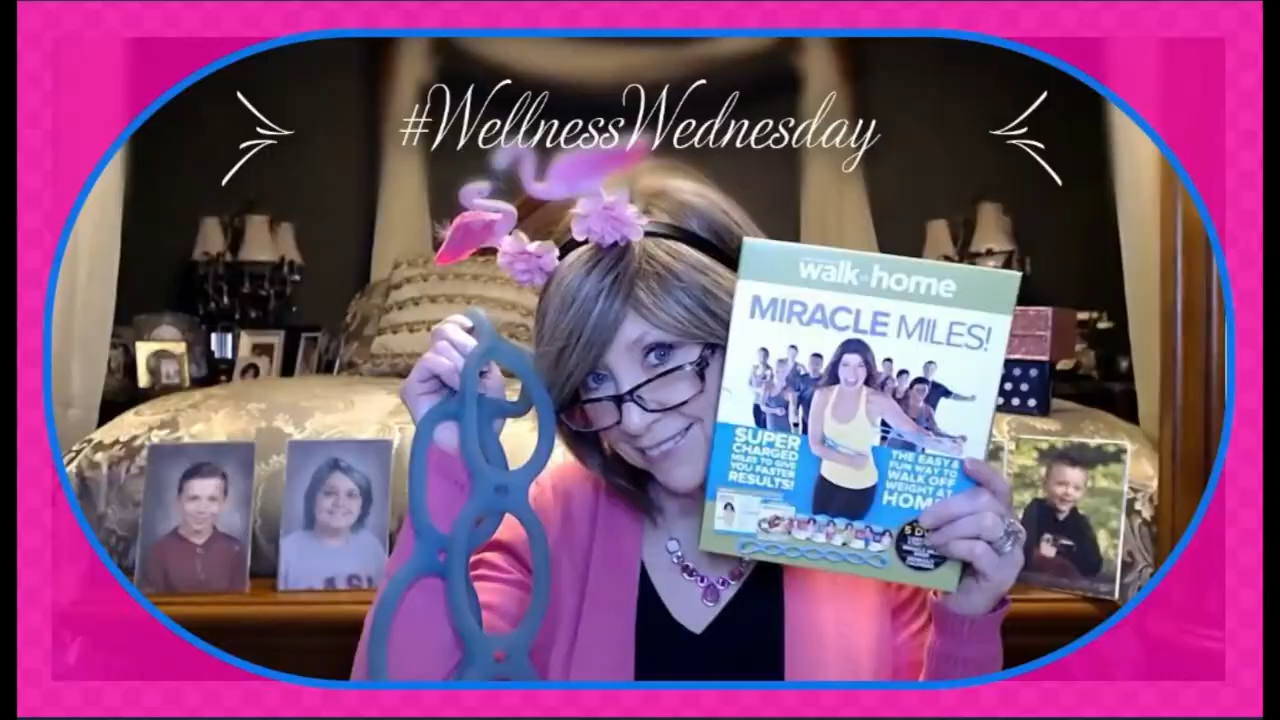 #WellnessWednesday
walk at home
MIRACLE MILES!
SUPER
CHARGED
MILES TO GIVE
YOU FASTER
RESULTS!
THE EASY &
FUN WAY TO
WALK OFF
WEIGHT AT
HOM